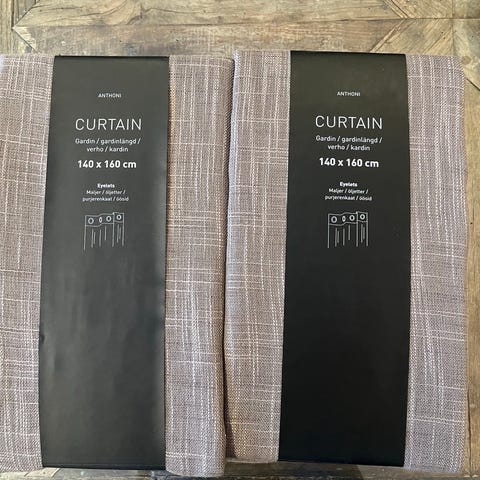 ANTHONI
CURTAIN
Gardin / gardinlängd /
verho / kardin
140 x 160 cm
Eyelets
Maljer / öljetter /
purjerenkaat / öösid
ANTHONI
CURTAIN
Gardin / gardinlängd /
verho / kardin
140 x 160 cm
Eyelets
Maljer / öljetter /
purjerenkaat / öösid